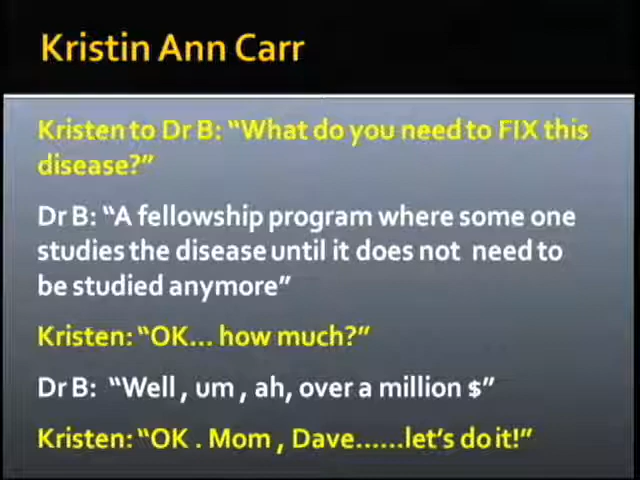 Kristin Ann Carr
Kristen to Dr B: “What do you need to FIX this
disease?”
Dr B: “A fellowship program where some one
studies the disease until it does not need to
be studied anymore”
Kristen: “OK... how much?”
Dr B: “Well , um , ah, over a million $”
Kristen: “OK . Mom , Dave......let’s do it!”